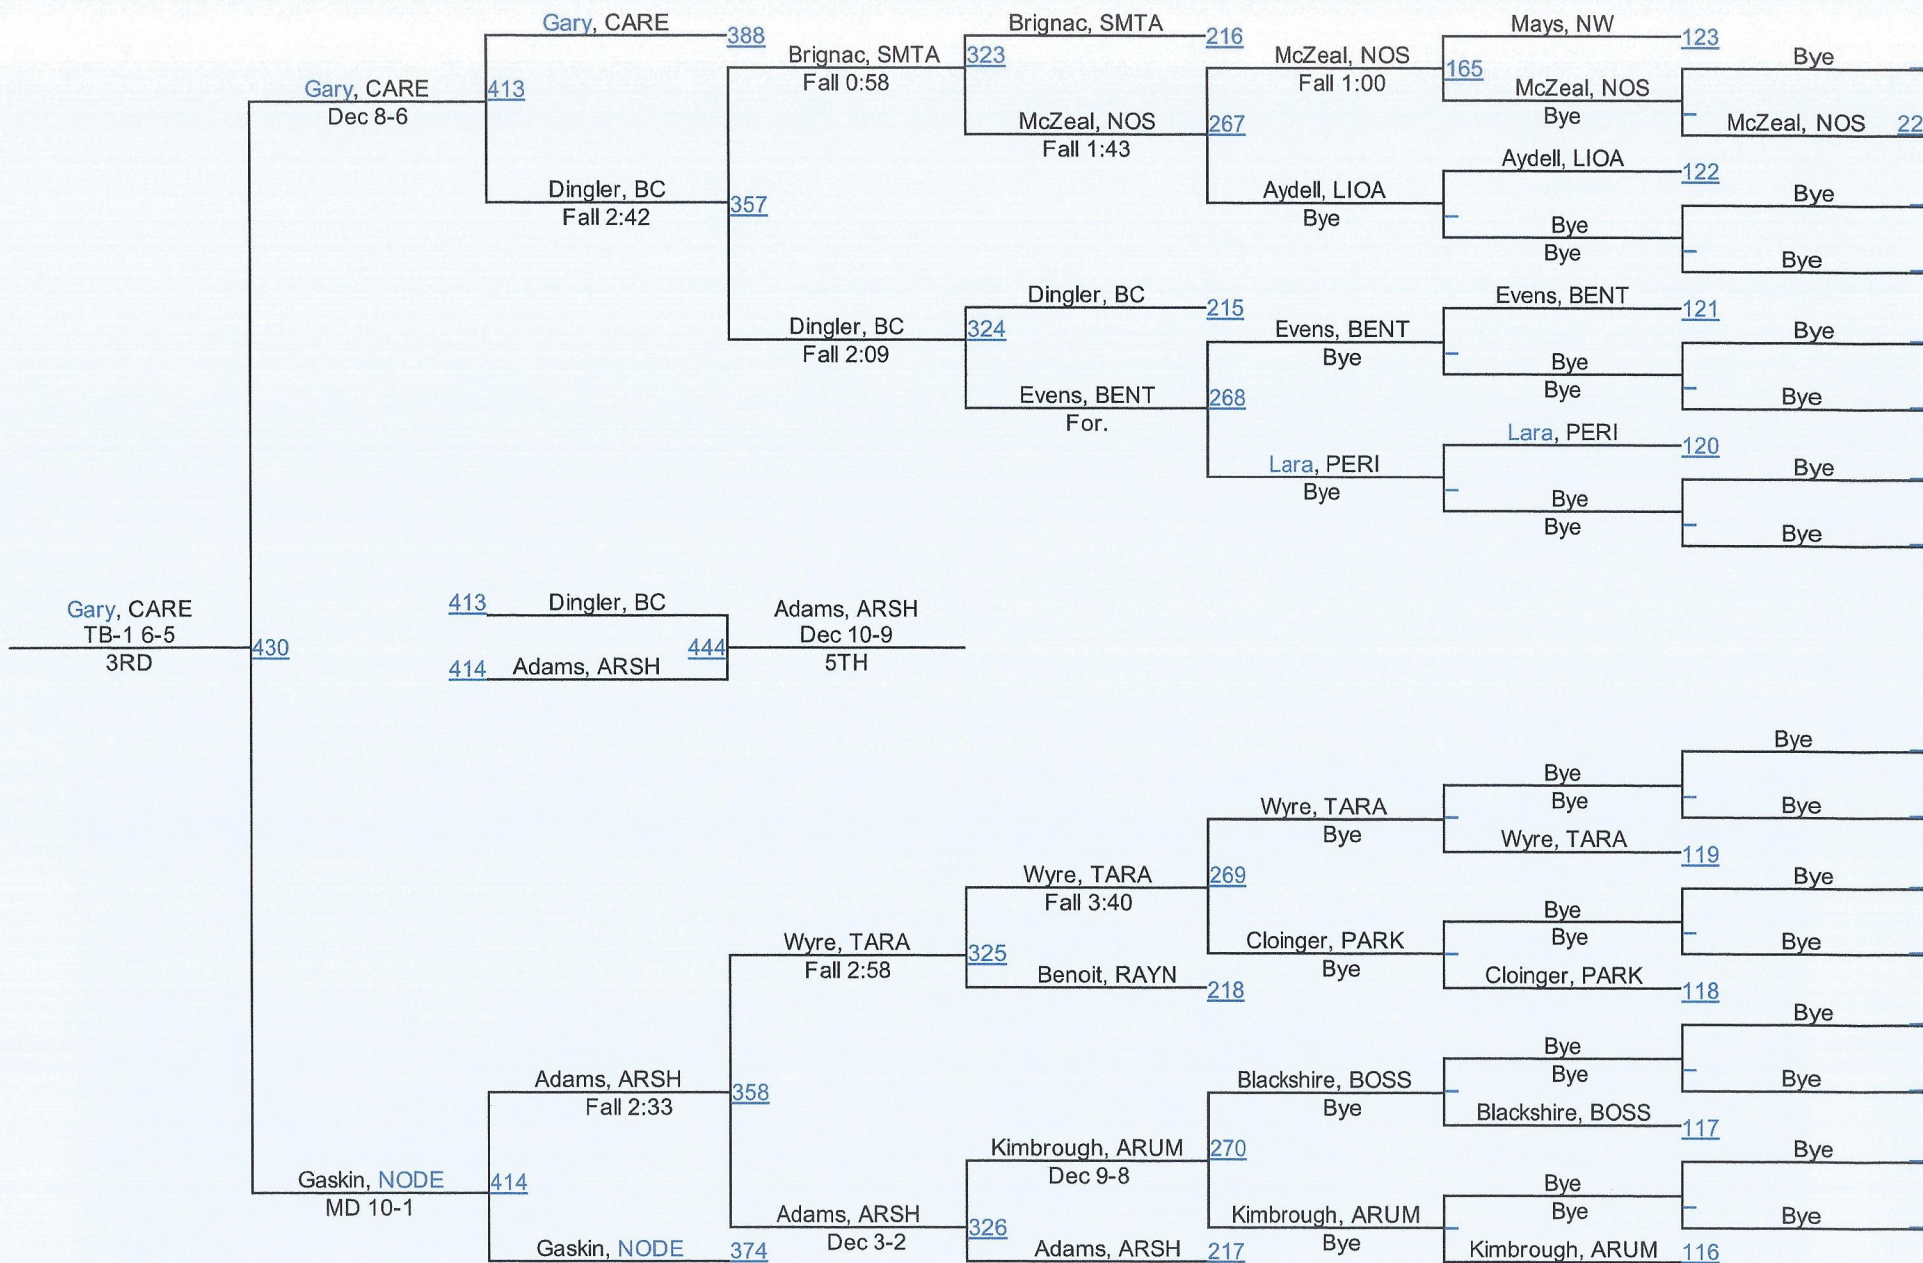 Gary, CARE
388
Brignac, SMTA
216
Mays, NW
123
Bye
Brignac, SMTA
323
Fall 0:58
McZeal, NOS
165
Fall 1:00
McZeal, NOS
Bye
Gary, CARE
413
Dec 8-6
McZeal, NOS
267
Fall 1:43
McZeal, NOS 22
Aydell, LIOA
122
Dingler, BC
357
Fall 2:42
Aydell, LIOA
Bye
Bye
Bye
Bye
Bye
Dingler, BC
215
Evens, BENT
121
Dingler, BC
324
Fall 2:09
Evens, BENT
Bye
Bye
Bye
Bye
Evens, BENT
268
For.
Bye
Lara, PERI
120
Lara, PERI
Bye
Bye
Bye
Bye
Bye
Gary, CARE
TB-1 6-5
430
3RD
413
Dingler, BC
444
414
Adams, ARSH
Adams, ARSH
Dec 10-9
5TH
Bye
Bye
Bye
Wyre, TARA
Bye
Bye
Wyre, TARA
119
Wyre, TARA
269
Fall 3:40
Bye
Bye
Bye
Wyre, TARA
325
Fall 2:58
Cloinger, PARK
Bye
Bye
Benoit, RAYN
218
Cloinger, PARK
118
Bye
Bye
Bye
Adams, ARSH
358
Fall 2:33
Blackshire, BOSS
Bye
Bye
Blackshire, BOSS
117
Kimbrough, ARUM
270
Dec 9-8
Bye
Gaskin, NODE
414
MD 10-1
Bye
Bye
Adams, ARSH
326
Dec 3-2
Kimbrough, ARUM
Bye
Bye
Gaskin, NODE
374
Adams, ARSH
217
Kimbrough, ARUM
116